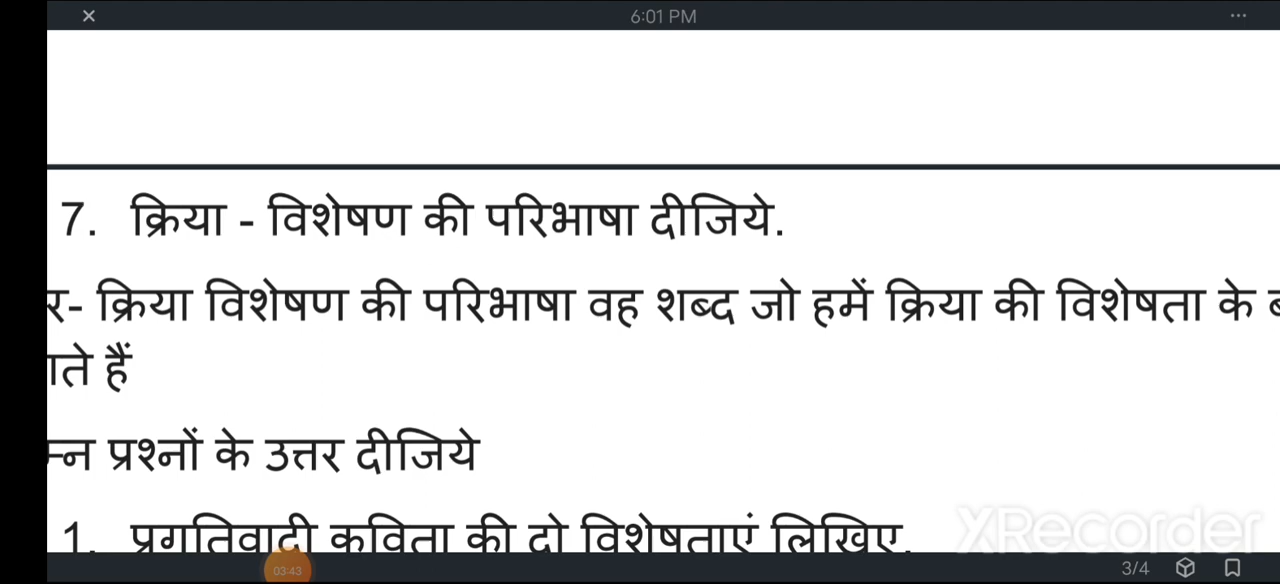 6:01 PM
7. क्रिया - विशेषण की परिभाषा दीजिये.
र- क्रिया विशेषण की परिभाषा वह शब्द जो हमें क्रिया की विशेषता के
ाते हैं
म्न प्रश्नों के उत्तर दीजिये
1. प्रगतिवादी कविता की दो विशेषताएं लिखिए.
XRecorder
03:43
3/4